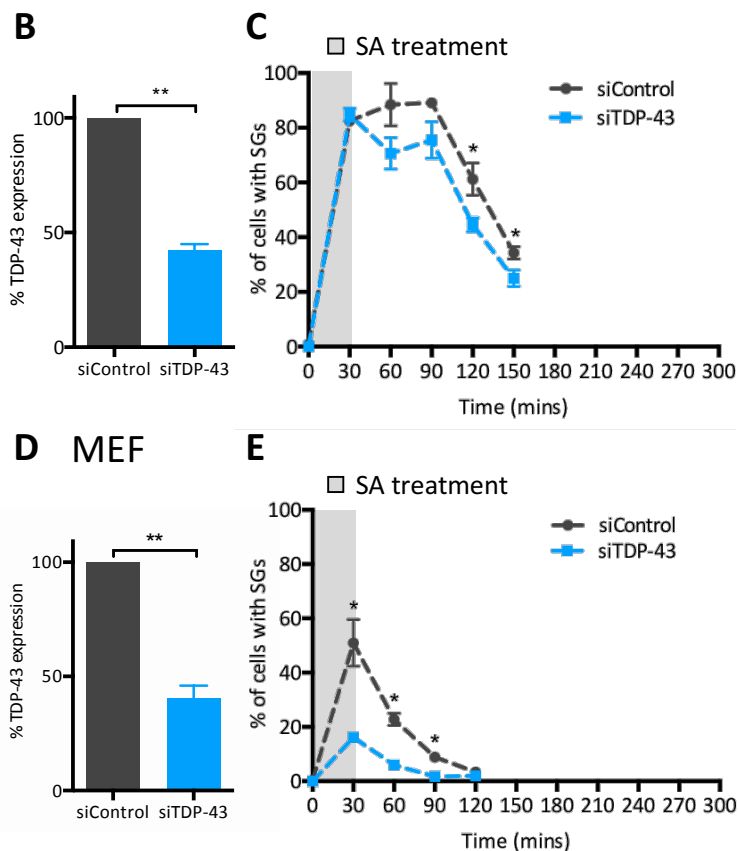 B
**
% TDP-43 expression
100
50
0
siControl siTDP-43
C
SA treatment
siControl
siTDP-43
% of cells with SGs
100
80
60
40
20
0
*
*
0 30 60 90 120 150 180 210 240 270 300
Time (mins)
D MEF
**
% TDP-43 expression
100
50
0
siControl siTDP-43
E
SA treatment
siControl
siTDP-43
% of cells with SGs
100
80
60
40
20
0
*
*
*
0 30 60 90 120 150 180 210 240 270 300
Time (mins)